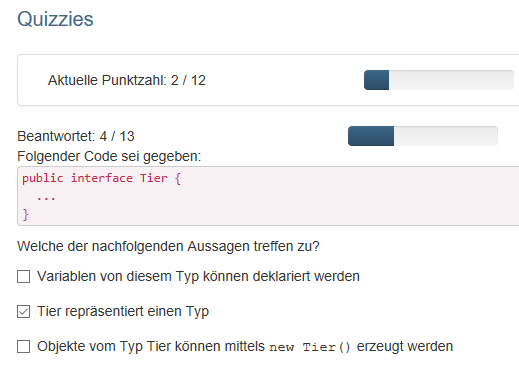 Quizzies
Aktuelle Punktzahl: 2 / 12
Beantwortet: 4 / 13
Folgender Code sei gegeben:
public interface Tier {
...
}
Welche der nachfolgenden Aussagen treffen zu?
Variablen von diesem Typ können deklariert werden
Tier repräsentiert einen Typ
Objekte vom Typ Tier können mittels new Tier() erzeugt werden